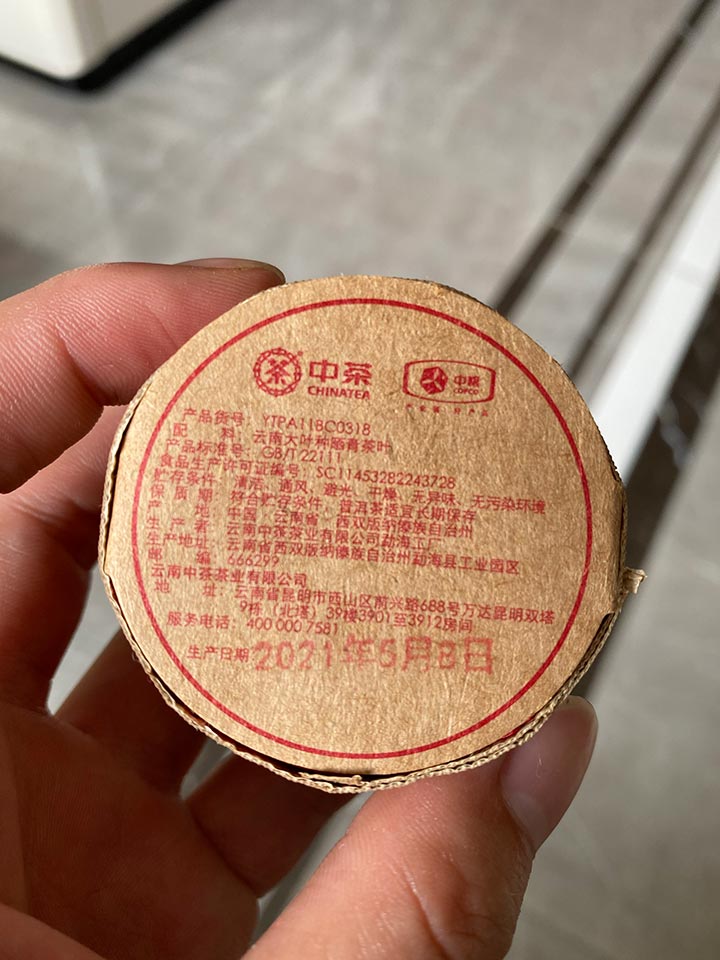 茶 中茶 CHINATEA 中粮 COFCO
产品货号：YTPA11BC0318
配 料：云南大叶种晒青茶叶
产品标准号：GB/T 22111
食品生产许可证编号：SC11453282243728
贮存条件：清洁、通风、避光、干燥、无异味、无污染环境
保质期：符合贮存条件，普洱茶适宜长期保存
产 地：中国·云南省·西双版纳傣族自治州
生产者：云南中茶茶业有限公司勐海工厂
生产地址：云南省西双版纳傣族自治州勐海县工业园区
邮 编：666299
云南中茶茶业有限公司
地 址：云南省昆明市西山区前兴路688号万达昆明双塔
9栋（北塔）39楼3901至3912房间
服务电话：400 000 7581
生产日期：2021年6月8日